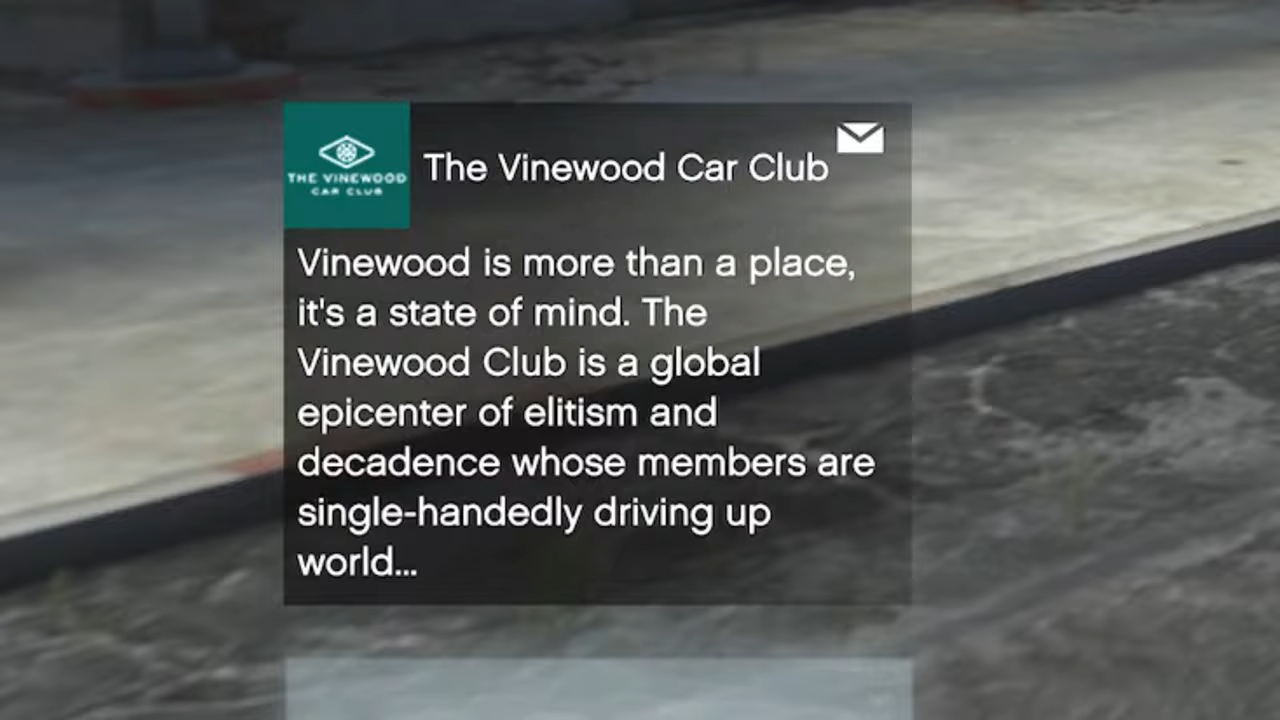 THE VINEWOOD
CAR CLUB
The Vinewood Car Club
Vinewood is more than a place,
it's a state of mind. The
Vinewood Club is a global
epicenter of elitism and
decadence whose members are
single-handedly driving up
world...